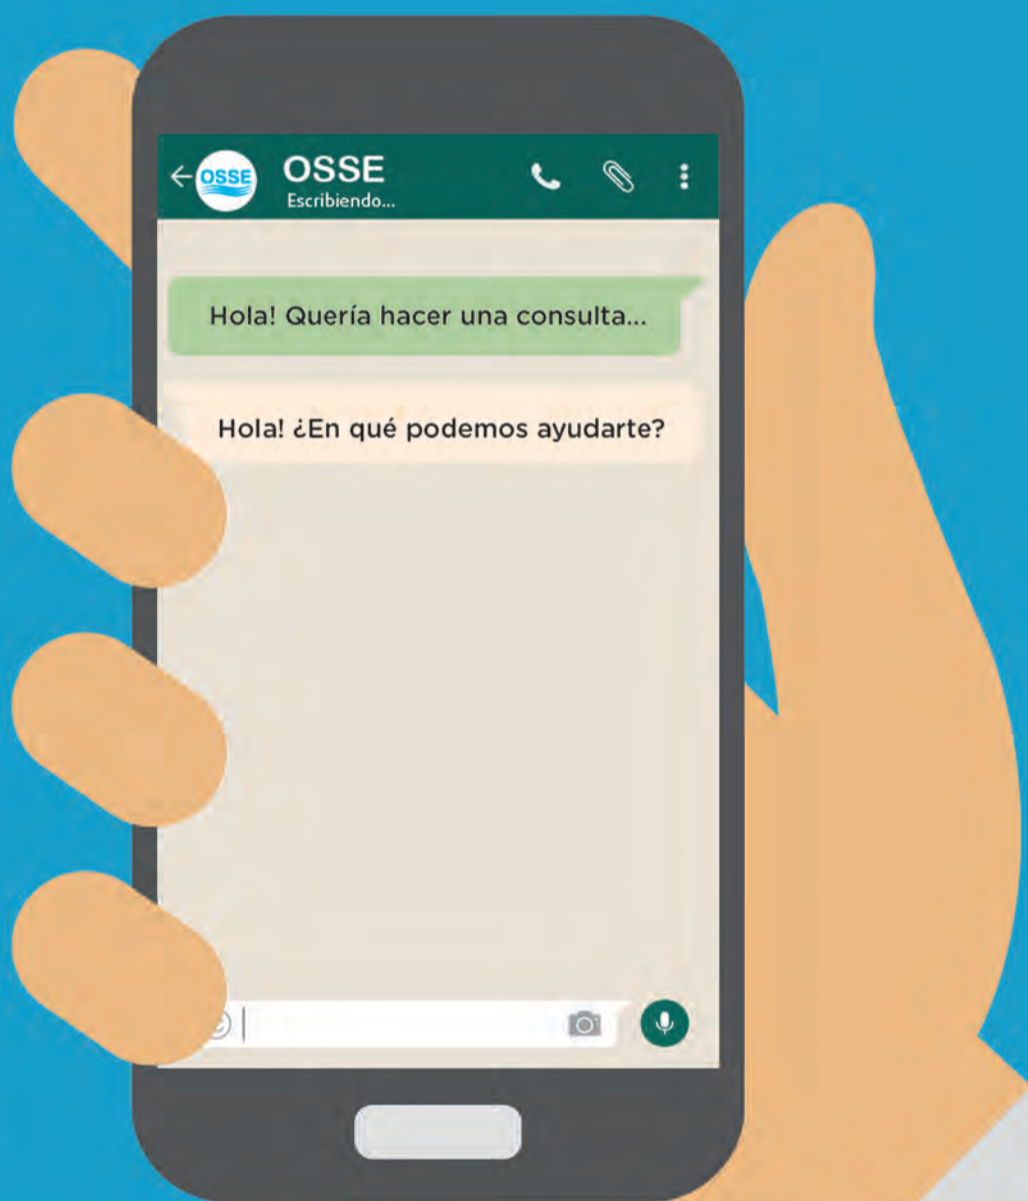 OSSE
OSSE
Escribiendo...
Hola! Quería hacer una consulta...
Hola! ¿En qué podemos ayudarte?